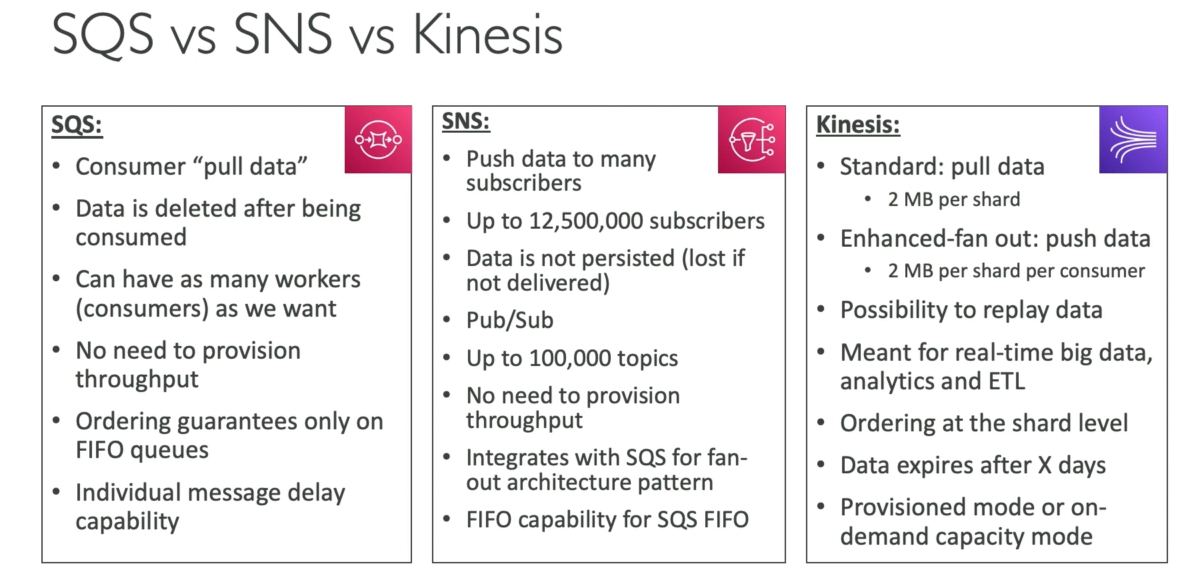 SQS vs SNS vs Kinesis
SQS:
• Consumer “pull data”
• Data is deleted after being
consumed
• Can have as many workers
(consumers) as we want
• No need to provision
throughput
• Ordering guarantees only on
FIFO queues
• Individual message delay
capability
SNS:
• Push data to many
subscribers
• Up to 12,500,000 subscribers
• Data is not persisted (lost if
not delivered)
• Pub/Sub
• Up to 100,000 topics
• No need to provision
throughput
• Integrates with SQS for fan-
out architecture pattern
• FIFO capability for SQS FIFO
Kinesis:
• Standard: pull data
• 2 MB per shard
• Enhanced-fan out: push data
• 2 MB per shard per consumer
• Possibility to replay data
• Meant for real-time big data,
analytics and ETL
• Ordering at the shard level
• Data expires after X days
• Provisioned mode or on-
demand capacity mode